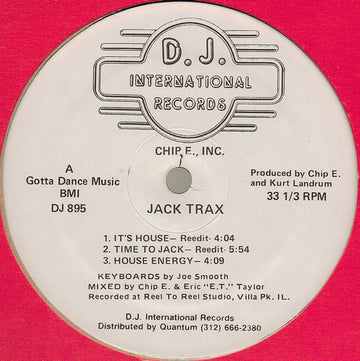 D. J.
INTERNATIONAL
RECORDS
CHIP E., INC.
A
Gotta Dance Music
BMI
DJ 895
Produced by Chip E.
and Kurt Landrum
33 1/3 RPM
JACK TRAX
1. IT'S HOUSE— Reedit- 4:04
2. TIME TO JACK— Reedit- 5:54
3. HOUSE ENERGY— 4:09
KEYBOARDS by Joe Smooth
MIXED by Chip E. & Eric "E.T." Taylor
Recorded at Reel To Reel Studio, Villa Pk. IL.
D.J. International Records
Distributed by Quantum (312) 666-2380